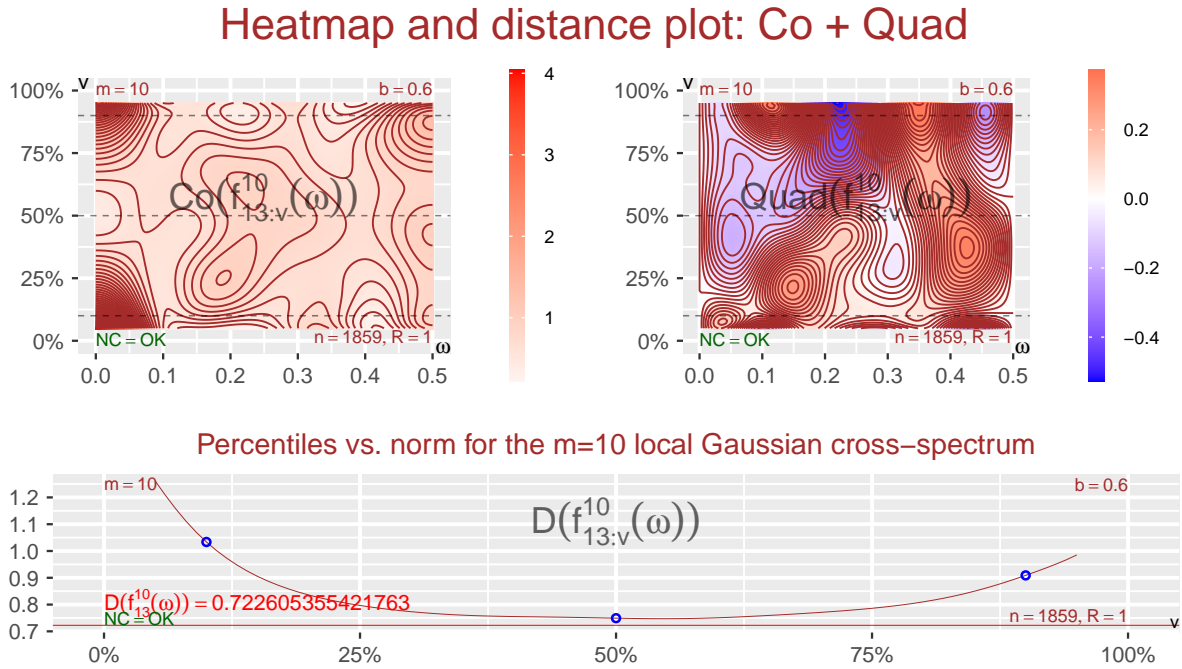 Heatmap and distance plot: Co + Quad
v
100%
75%
50%
25%
0%
m = 10
b = 0.6
Co(f^10_13:v(ω))
NC = OK
n = 1859, R = 1
ω
0.0 0.1 0.2 0.3 0.4 0.5
4
3
2
1
v
100%
75%
50%
25%
0%
m = 10
b = 0.6
Quad(f^10_13:v(ω))
NC = OK
n = 1859, R = 1
ω
0.0 0.1 0.2 0.3 0.4 0.5
0.2
0.0
−0.2
−0.4
Percentiles vs. norm for the m=10 local Gaussian cross−spectrum
1.2
1.1
1.0
0.9
0.8
0.7
m = 10
b = 0.6
D(f^10_13:v(ω))
D(f^10_13(ω)) = 0.722605355421763
NC = OK
n = 1859, R = 1
v
0% 25% 50% 75% 100%